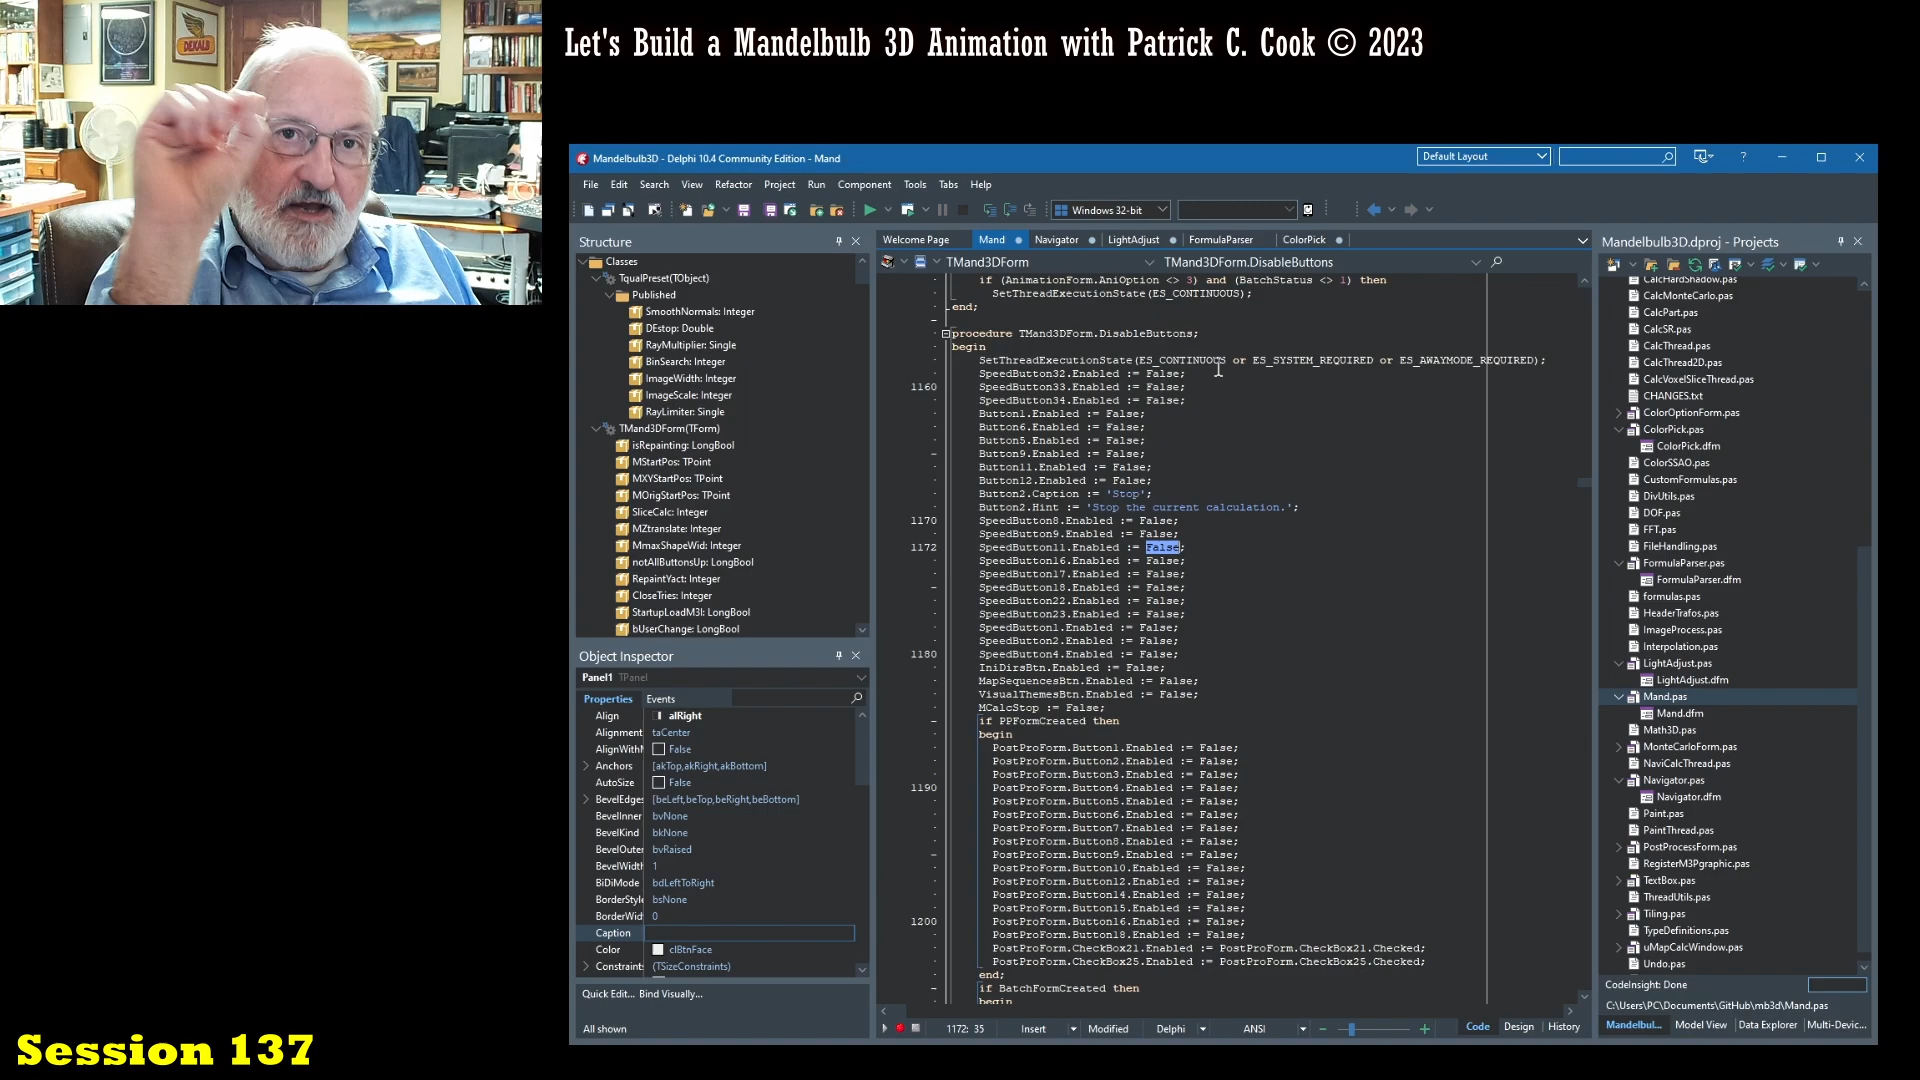 Let's Build a Mandelbulb 3D Animation with Patrick C. Cook © 2023
DEKALB
Mandelbulb3D - Delphi 10.4 Community Edition - Mand
Default Layout
File Edit Search View Refactor Project Run Component Tools Tabs Help
Windows 32-bit
Structure
Classes
TqualPreset(TObject)
Published
SmoothNormals: Integer
DEstop: Double
RayMultiplier: Single
BinSearch: Integer
ImageWidth: Integer
ImageScale: Integer
RayLimiter: Single
TMand3DForm(TForm)
isRepainting: LongBool
MStartPos: TPoint
MXYStartPos: TPoint
MOrigStartPos: TPoint
SliceCalc: Integer
MZtranslate: Integer
MmaxShapeWid: Integer
notAllButtonsUp: LongBool
RepaintYact: Integer
CloseTries: Integer
StartupLoadM3I: LongBool
bUserChange: LongBool
Object Inspector
Panel1 TPanel
Properties Events
Align alRight
Alignment taCenter
AlignWithM False
Anchors [akTop,akRight,akBottom]
AutoSize False
BevelEdges [beLeft,beTop,beRight,beBottom]
BevelInner bvNone
BevelKind bkNone
BevelOuter bvRaised
BevelWidth 1
BiDiMode bdLeftToRight
BorderStyle bsNone
BorderWid 0
Caption
Color clBtnFace
Constraints (TSizeConstraints)
Quick Edit... Bind Visually...
All shown
Welcome Page Mand Navigator LightAdjust FormulaParser ColorPick
TMand3DForm TMand3DForm.DisableButtons
if (AnimationForm.AniOption <> 3) and (BatchStatus <> 1) then
SetThreadExecutionState(ES_CONTINUOUS);
end;
procedure TMand3DForm.DisableButtons;
begin
SetThreadExecutionState(ES_CONTINUOUS or ES_SYSTEM_REQUIRED or ES_AWAYMODE_REQUIRED);
SpeedButton32.Enabled := False;
1160 SpeedButton33.Enabled := False;
SpeedButton34.Enabled := False;
Button1.Enabled := False;
Button6.Enabled := False;
Button5.Enabled := False;
Button9.Enabled := False;
Button11.Enabled := False;
Button12.Enabled := False;
Button2.Caption := 'Stop';
Button2.Hint := 'Stop the current calculation.';
1170 SpeedButton8.Enabled := False;
SpeedButton9.Enabled := False;
1172 SpeedButton11.Enabled := False;
SpeedButton16.Enabled := False;
SpeedButton17.Enabled := False;
SpeedButton18.Enabled := False;
SpeedButton22.Enabled := False;
SpeedButton23.Enabled := False;
SpeedButton1.Enabled := False;
SpeedButton2.Enabled := False;
1180 SpeedButton4.Enabled := False;
IniDirsBtn.Enabled := False;
MapSequencesBtn.Enabled := False;
VisualThemesBtn.Enabled := False;
MCalcStop := False;
if PPFormCreated then
begin
PostProForm.Button1.Enabled := False;
PostProForm.Button2.Enabled := False;
PostProForm.Button3.Enabled := False;
1190 PostProForm.Button4.Enabled := False;
PostProForm.Button5.Enabled := False;
PostProForm.Button6.Enabled := False;
PostProForm.Button7.Enabled := False;
PostProForm.Button8.Enabled := False;
PostProForm.Button9.Enabled := False;
PostProForm.Button10.Enabled := False;
PostProForm.Button12.Enabled := False;
PostProForm.Button14.Enabled := False;
PostProForm.Button15.Enabled := False;
1200 PostProForm.Button16.Enabled := False;
PostProForm.Button18.Enabled := False;
PostProForm.CheckBox21.Enabled := PostProForm.CheckBox21.Checked;
PostProForm.CheckBox25.Enabled := PostProForm.CheckBox25.Checked;
end;
if BatchFormCreated then
begin
1172: 35 Insert Modified Delphi ANSI Code Design History
Mandelbulb3D.dproj - Projects
CalcHardShadow.pas
CalcMonteCarlo.pas
CalcPart.pas
CalcSR.pas
CalcThread.pas
CalcThread2D.pas
CalcVoxelSliceThread.pas
CHANGES.txt
ColorOptionForm.pas
ColorPick.pas
ColorPick.dfm
ColorSSAO.pas
CustomFormulas.pas
DivUtils.pas
DOF.pas
FFT.pas
FileHandling.pas
FormulaParser.pas
FormulaParser.dfm
formulas.pas
HeaderTrafos.pas
ImageProcess.pas
Interpolation.pas
LightAdjust.pas
LightAdjust.dfm
Mand.pas
Mand.dfm
Math3D.pas
MonteCarloForm.pas
NaviCalcThread.pas
Navigator.pas
Navigator.dfm
Paint.pas
PaintThread.pas
PostProcessForm.pas
RegisterM3Pgraphic.pas
TextBox.pas
ThreadUtils.pas
Tiling.pas
TypeDefinitions.pas
uMapCalcWindow.pas
Undo.pas
CodeInsight: Done
C:\Users\PC\Documents\GitHub\mb3d\Mand.pas
Mandelbul... Model View Data Explorer Multi-Devic...
Session 137